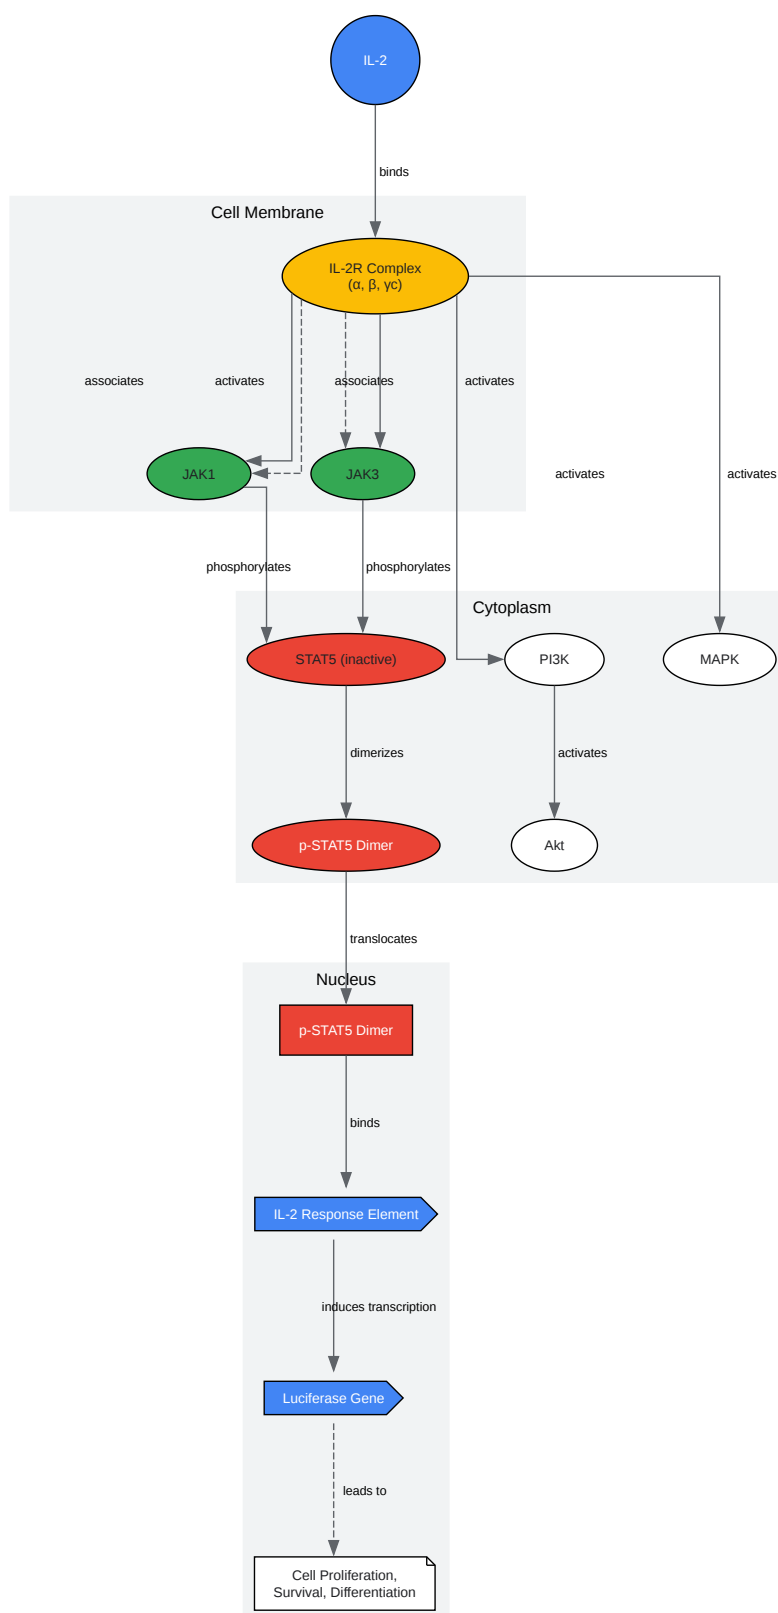 IL-2
binds
Cell Membrane
IL-2R Complex
(α, β, γc)
associates
activates
associates
activates
JAK1
JAK3
activates
activates
phosphorylates
phosphorylates
Cytoplasm
STAT5 (inactive)
PI3K
MAPK
dimerizes
activates
p-STAT5 Dimer
Akt
translocates
Nucleus
p-STAT5 Dimer
binds
IL-2 Response Element
induces transcription
Luciferase Gene
leads to
Cell Proliferation,
Survival, Differentiation